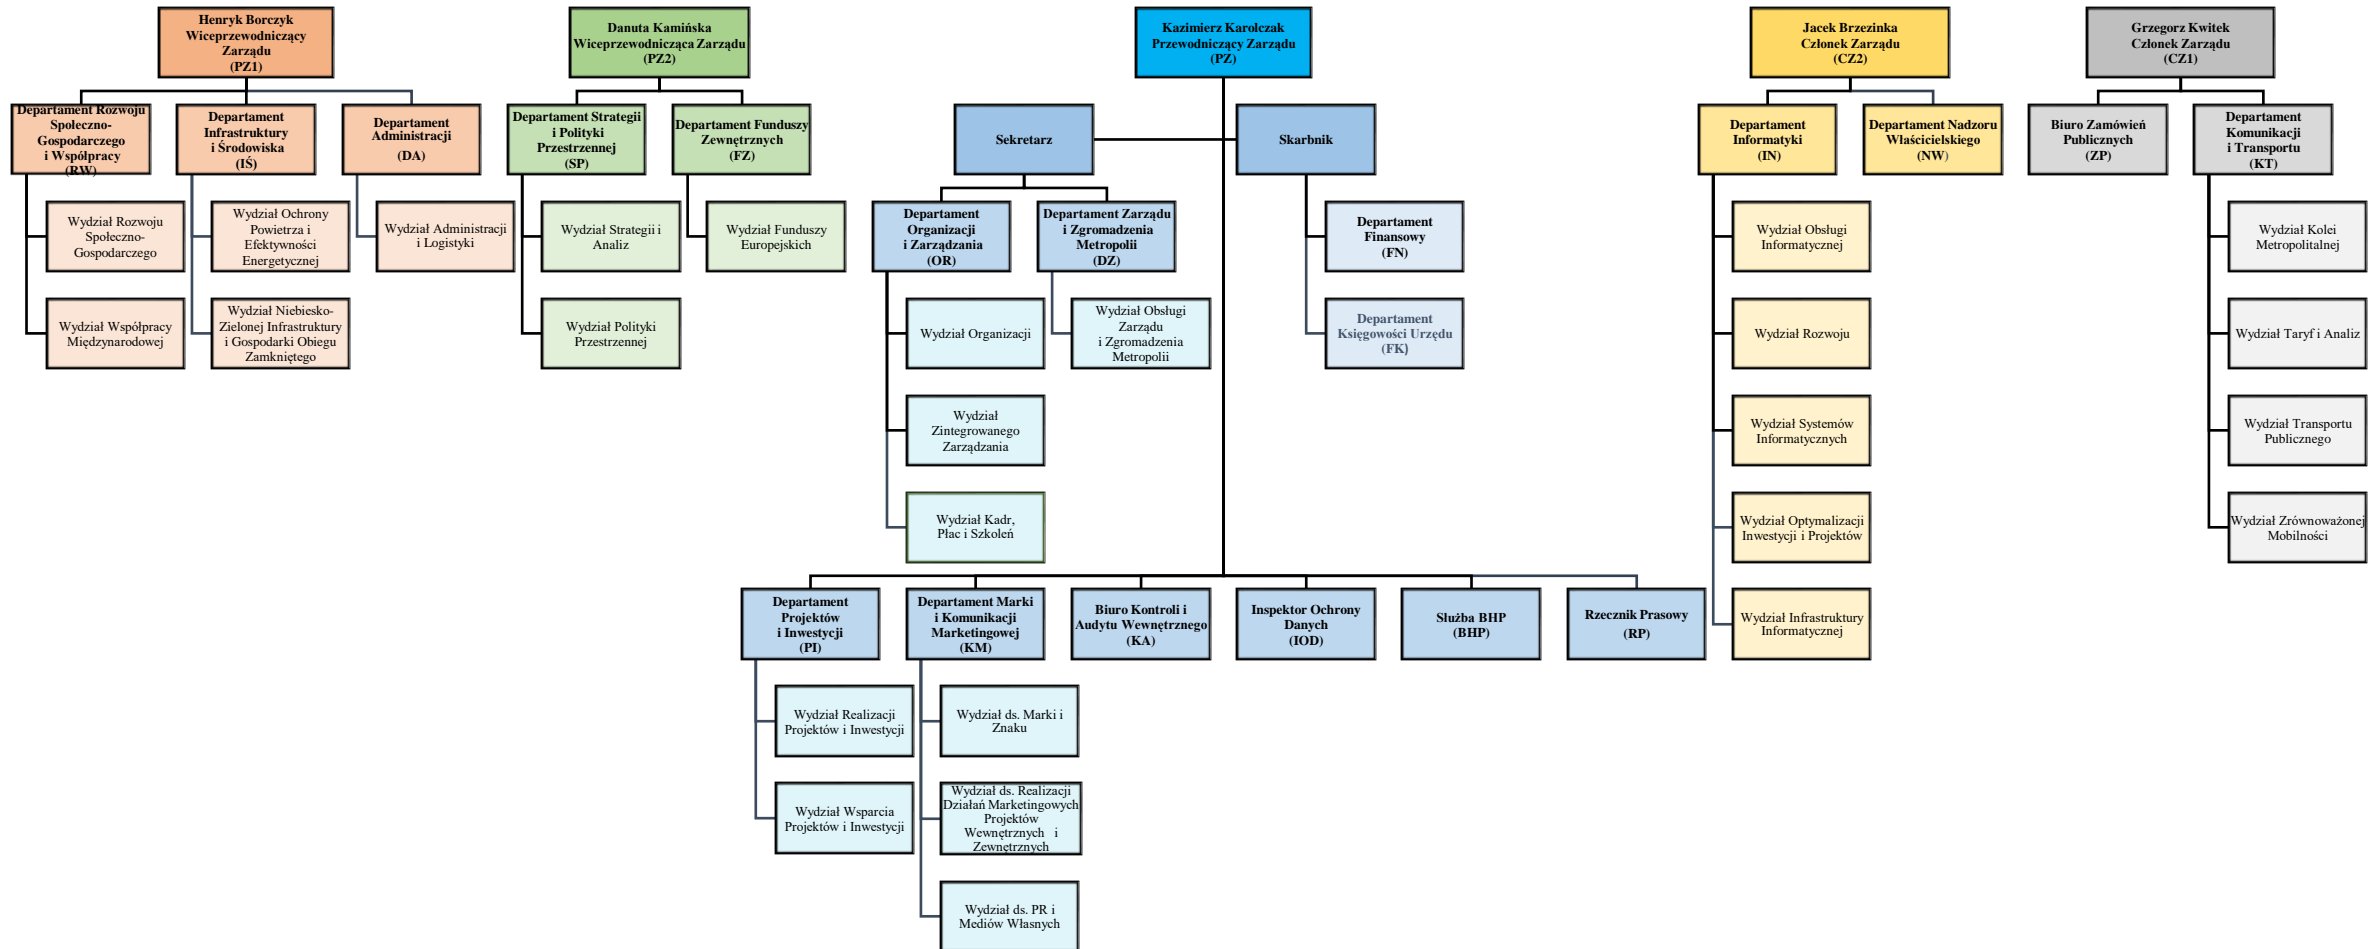 Henryk Borczyk
Wiceprzewodniczący
Zarządu
(PZ1)
Danuta Kamińska
Wiceprzewodnicząca Zarządu
(PZ2)
Kazimierz Karolczak
Przewodniczący Zarządu
(PZ)
Jacek Brzezinka
Członek Zarządu
(CZ2)
Grzegorz Kwitek
Członek Zarządu
(CZ1)
Departament Rozwoju
Społeczno-
Gospodarczego
i Współpracy
(RW)
Departament
Infrastruktury
i Środowiska
(IŚ)
Departament
Administracji
(DA)
Departament Strategii
i Polityki
Przestrzennej
(SP)
Departament Funduszy
Zewnętrznych
(FZ)
Sekretarz
Skarbnik
Departament
Informatyki
(IN)
Departament Nadzoru
Właścicielskiego
(NW)
Biuro Zamówień
Publicznych
(ZP)
Departament
Komunikacji
i Transportu
(KT)
Wydział Rozwoju
Społeczno-
Gospodarczego
Wydział Ochrony
Powietrza i
Efektywności
Energetycznej
Wydział Administracji
i Logistyki
Wydział Strategii i
Analiz
Wydział Funduszy
Europejskich
Departament
Organizacji
i Zarządzania
(OR)
Departament Zarządu
i Zgromadzenia
Metropolii
(DZ)
Departament
Finansowy
(FN)
Wydział Obsługi
Informatycznej
Wydział Kolei
Metropolitalnej
Wydział Współpracy
Międzynarodowej
Wydział Niebiesko-
Zielonej Infrastruktury
i Gospodarki Obiegu
Zamkniętego
Wydział Polityki
Przestrzennej
Wydział Organizacji
Wydział Obsługi
Zarządu
i Zgromadzenia
Metropolii
Departament
Księgowości Urzędu
(FK)
Wydział Rozwoju
Wydział Taryf i Analiz
Wydział
Zintegrowanego
Zarządzania
Wydział Systemów
Informatycznych
Wydział Transportu
Publicznego
Wydział Kadr,
Płac i Szkoleń
Wydział Optymalizacji
Inwestycji i Projektów
Wydział Zrównoważonej
Mobilności
Departament
Projektów
i Inwestycji
(PI)
Departament Marki
i Komunikacji
Marketingowej
(KM)
Biuro Kontroli i
Audytu Wewnętrznego
(KA)
Inspektor Ochrony
Danych
(IOD)
Służba BHP
(BHP)
Rzecznik Prasowy
(RP)
Wydział Infrastruktury
Informatycznej
Wydział Realizacji
Projektów i Inwestycji
Wydział ds. Marki i
Znaku
Wydział Wsparcia
Projektów i Inwestycji
Wydział ds. Realizacji
Działań Marketingowych
Projektów
Wewnętrznych i
Zewnętrznych
Wydział ds. PR i
Mediów Własnych